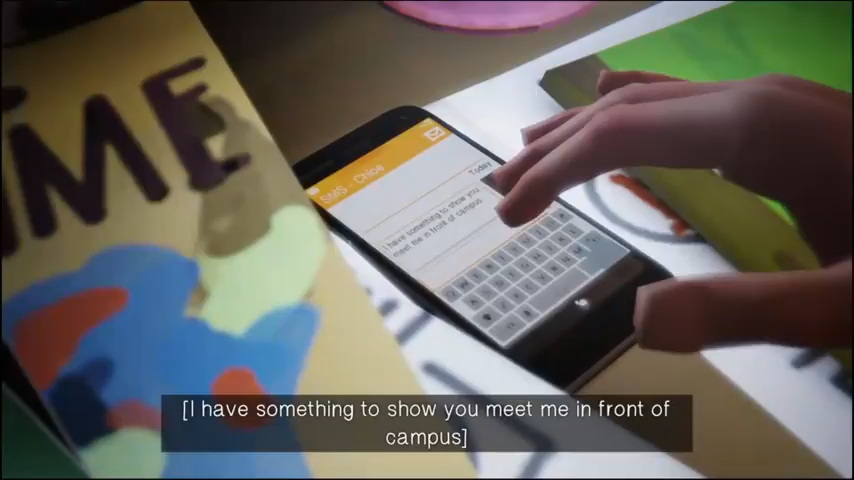 IME
SMS - Chloe
Today
I have something to show you
meet me in front of campus
[I have something to show you meet me in front of
campus]